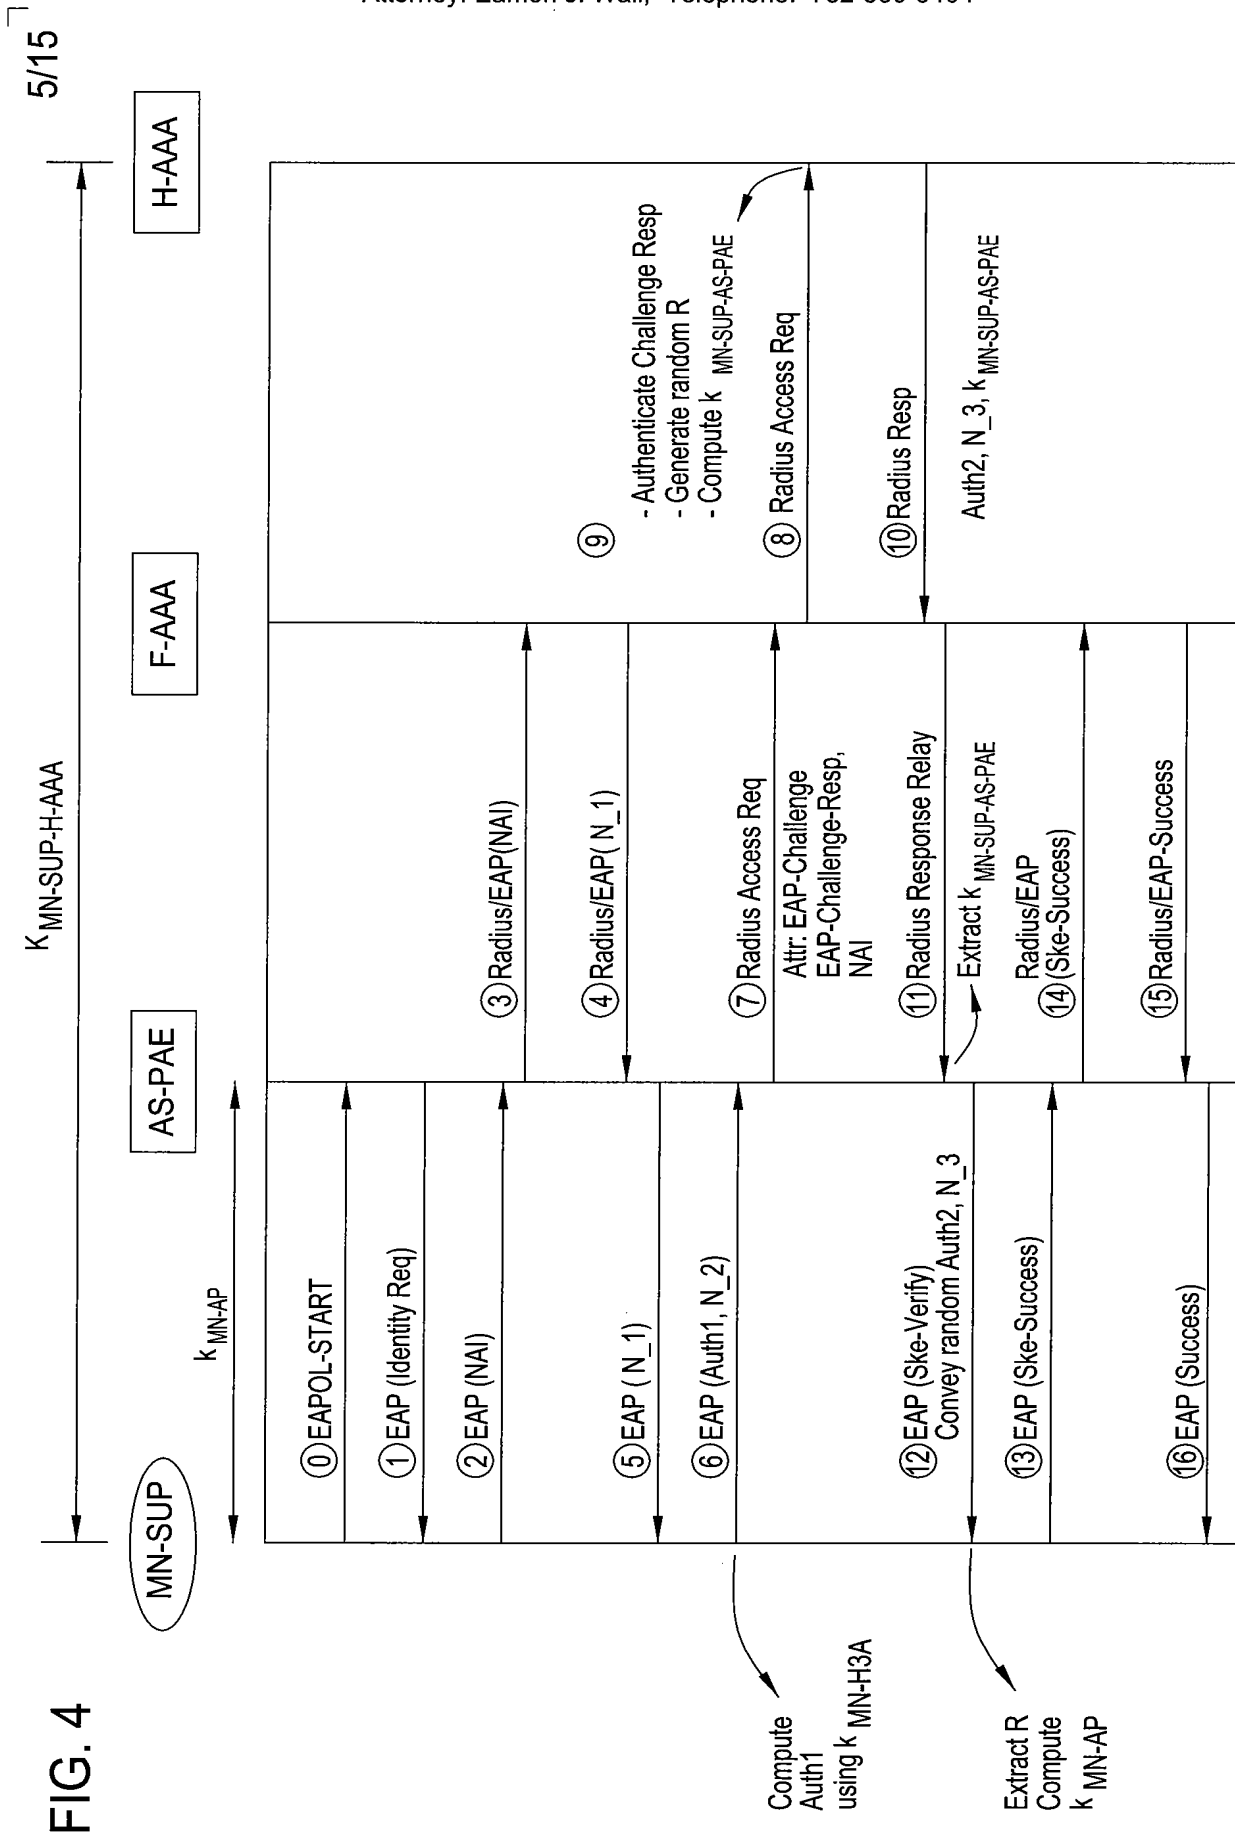 5/15
FIG. 4
K MN-SUP-H-AAA
MN-SUP
AS-PAE
F-AAA
H-AAA
k MN-AP
0 EAPOL-START
1 EAP (Identity Req)
2 EAP (NAI)
3 Radius/EAP(NAI)
4 Radius/EAP( N_1)
5 EAP ( N_1)
6 EAP (Auth1, N_2)
Compute
Auth1
using k MN-H3A
7 Radius Access Req
Attr: EAP-Challenge
EAP-Challenge-Resp,
NAI
9
- Authenticate Challenge Resp
- Generate random R
- Compute k MN-SUP-AS-PAE
8 Radius Access Req
10 Radius Resp
Auth2, N_3, k MN-SUP-AS-PAE
11 Radius Response Relay
Extract k MN-SUP-AS-PAE
12 EAP (Ske-Verify)
Convey random Auth2, N_3
Extract R
Compute
k MN-AP
13 EAP (Ske-Success)
Radius/EAP
14 (Ske-Success)
15 Radius/EAP-Success
16 EAP (Success)